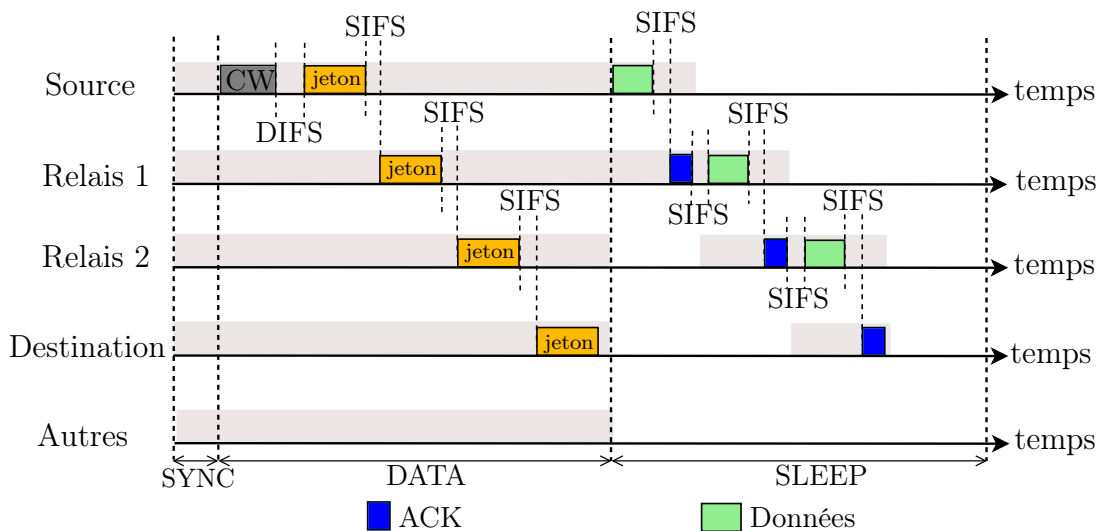 SIFS
Source
CW
jeton
temps
DIFS
SIFS
SIFS
Relais 1
jeton
temps
SIFS
SIFS
SIFS
Relais 2
jeton
temps
SIFS
Destination
jeton
temps
Autres
temps
SYNC
DATA
SLEEP
ACK
Données